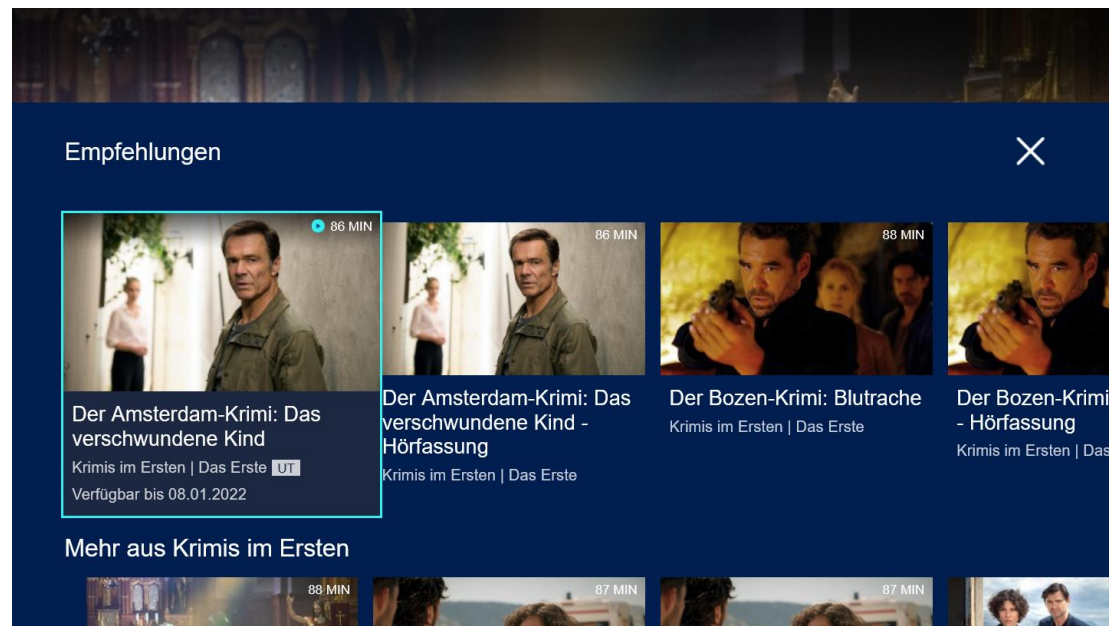 Empfehlungen
86 MIN
86 MIN
88 MIN
Der Amsterdam-Krimi: Das
verschwundene Kind
Krimis im Ersten | Das Erste UT
Verfügbar bis 08.01.2022
Der Amsterdam-Krimi: Das
verschwundene Kind -
Hörfassung
Krimis im Ersten | Das Erste
Der Bozen-Krimi: Blutrache
Krimis im Ersten | Das Erste
Der Bozen-Krimi
- Hörfassung
Krimis im Ersten | Das
Mehr aus Krimis im Ersten
88 MIN
87 MIN
87 MIN